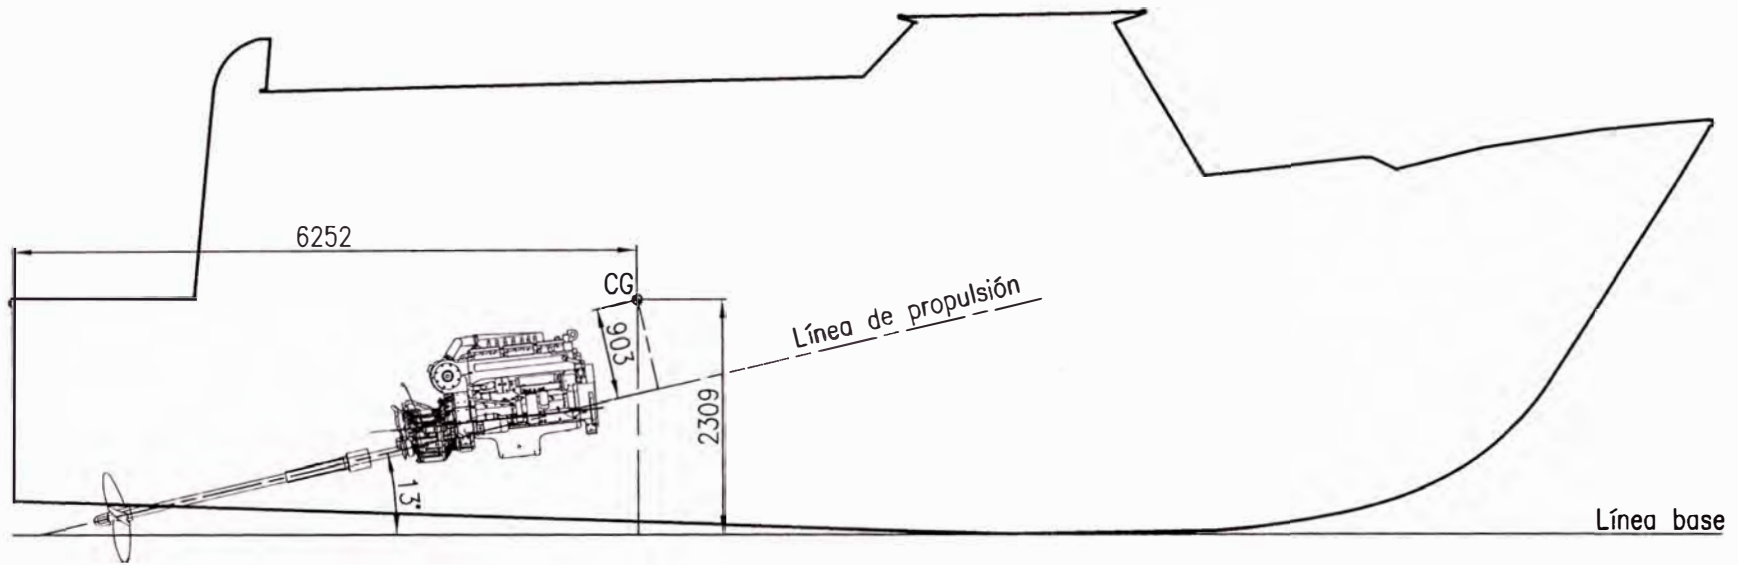 6252
CG
903
Línea de propulsión
2309
13°
Línea base